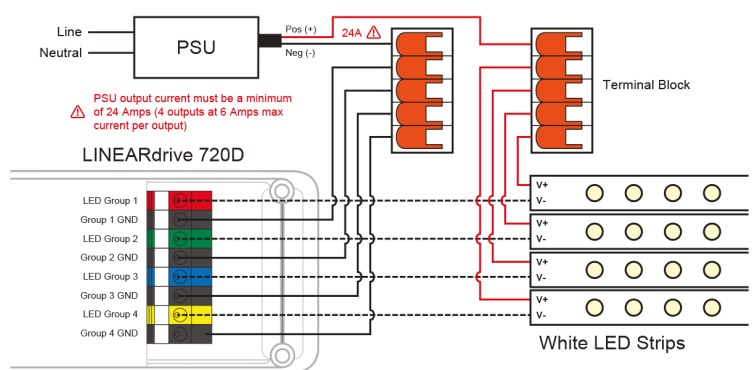 Line
Neutral
PSU
Pos (+)
Neg (-)
24A
PSU output current must be a minimum
of 24 Amps (4 outputs at 6 Amps max
current per output)
Terminal Block
LINEARdrive 720D
LED Group 1
Group 1 GND
LED Group 2
Group 2 GND
LED Group 3
Group 3 GND
LED Group 4
Group 4 GND
V+
V-
V+
V-
V+
V-
V+
V-
White LED Strips